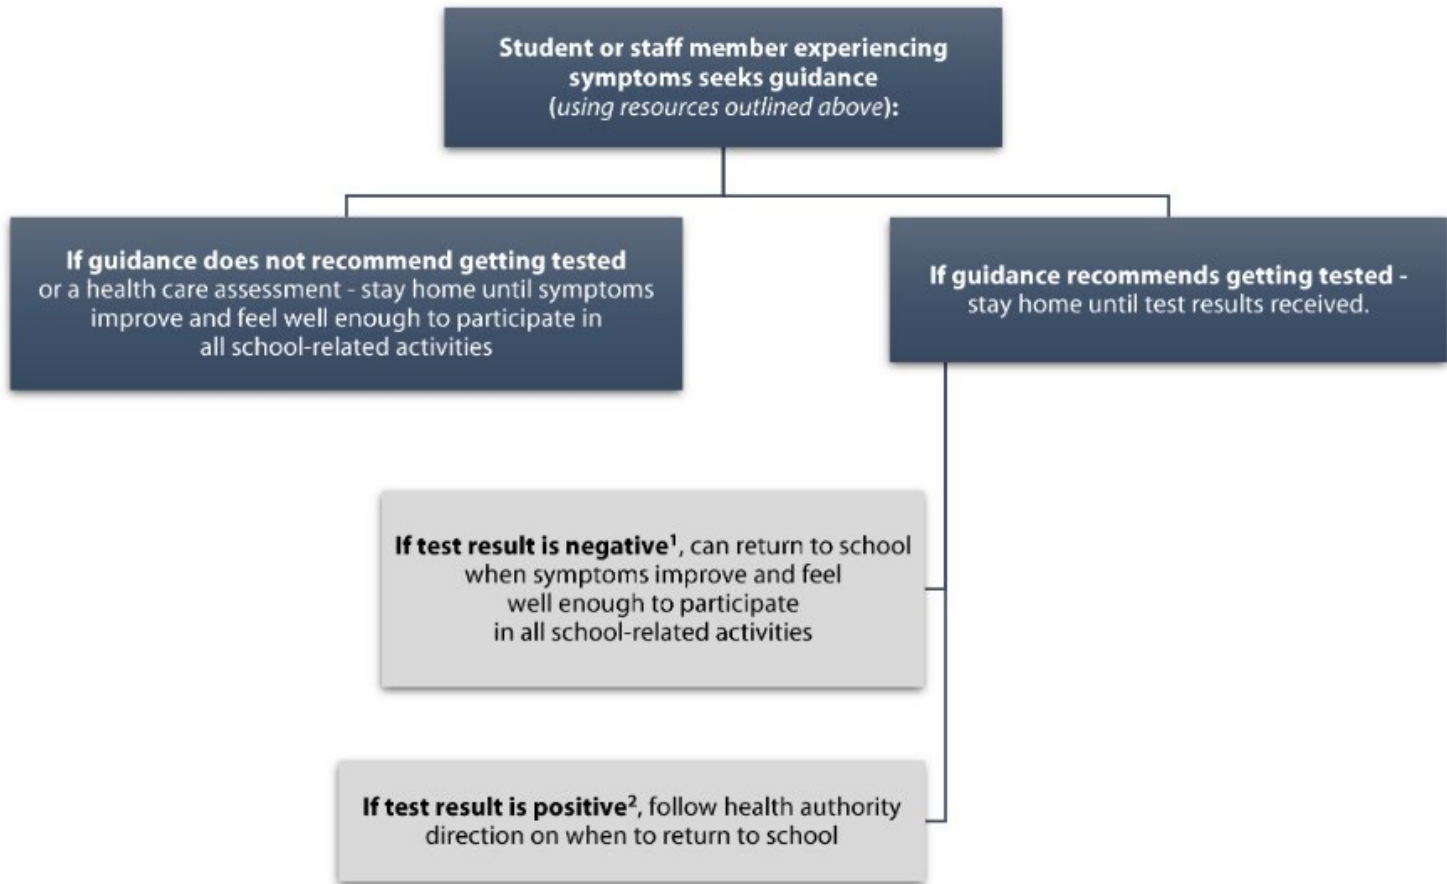 Student or staff member experiencing
symptoms seeks guidance
(using resources outlined above):
If guidance does not recommend getting tested
or a health care assessment - stay home until symptoms
improve and feel well enough to participate in
all school-related activities
If guidance recommends getting tested -
stay home until test results received.
If test result is negative¹, can return to school
when symptoms improve and feel
well enough to participate
in all school-related activities
If test result is positive², follow health authority
direction on when to return to school